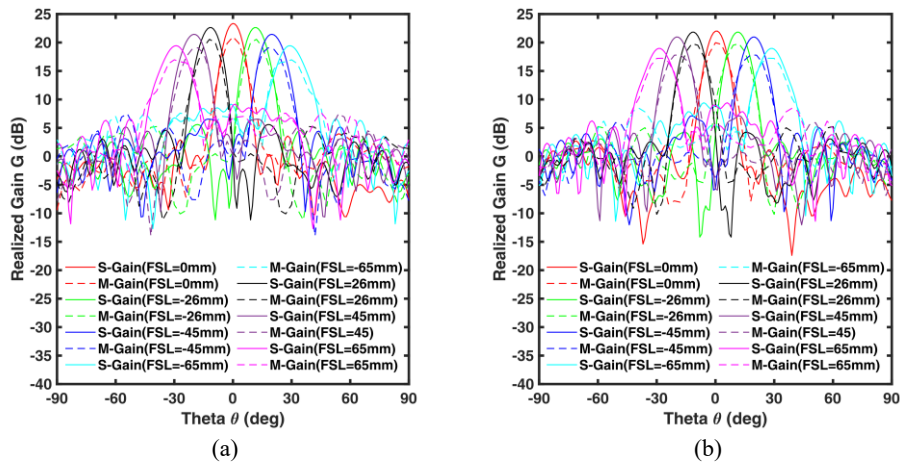 25
20
15
10
5
0
-5
-10
-15
-20
-25
-30
-35
-40
Realized Gain G (dB)
S-Gain(FSL=0mm) M-Gain(FSL=-65mm)
M-Gain(FSL=0mm) S-Gain(FSL=26mm)
S-Gain(FSL=-26mm) M-Gain(FSL=26mm)
M-Gain(FSL=-26mm) S-Gain(FSL=45mm)
S-Gain(FSL=-45mm) M-Gain(FSL=45)
M-Gain(FSL=-45mm) S-Gain(FSL=65mm)
S-Gain(FSL=-65mm) M-Gain(FSL=65mm)
-90 -60 -30 0 30 60 90
Theta θ (deg)
(a)
25
20
15
10
5
0
-5
-10
-15
-20
-25
-30
-35
-40
Realized Gain G (dB)
S-Gain(FSL=0mm) M-Gain(FSL=-65mm)
M-Gain(FSL=0mm) S-Gain(FSL=26mm)
S-Gain(FSL=-26mm) M-Gain(FSL=26mm)
M-Gain(FSL=-26mm) S-Gain(FSL=45mm)
S-Gain(FSL=-45mm) M-Gain(FSL=45)
M-Gain(FSL=-45mm) S-Gain(FSL=65mm)
S-Gain(FSL=-65mm) M-Gain(FSL=65mm)
-90 -60 -30 0 30 60 90
Theta θ (deg)
(b)